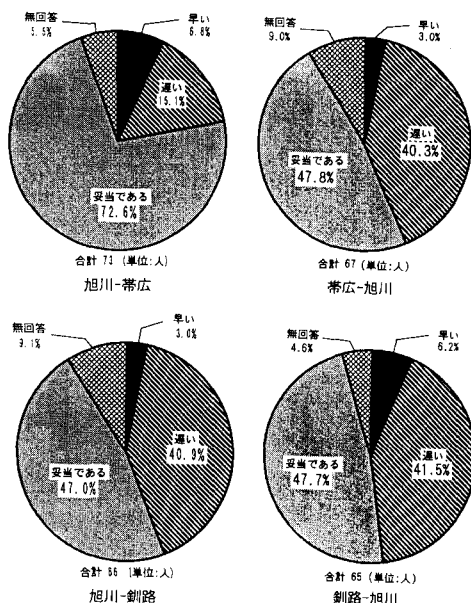 無回答
5.5%
早い
6.8%
遅い
15.1%
妥当である
72.6%
合計 73 (単位:人)
旭川-帯広
無回答
9.0%
早い
3.0%
遅い
40.3%
妥当である
47.8%
合計 67 (単位:人)
帯広-旭川
無回答
9.1%
早い
3.0%
遅い
40.9%
妥当である
47.0%
合計 66 (単位:人)
旭川-釧路
無回答
4.6%
早い
6.2%
遅い
41.5%
妥当である
47.7%
合計 65 (単位:人)
釧路-旭川